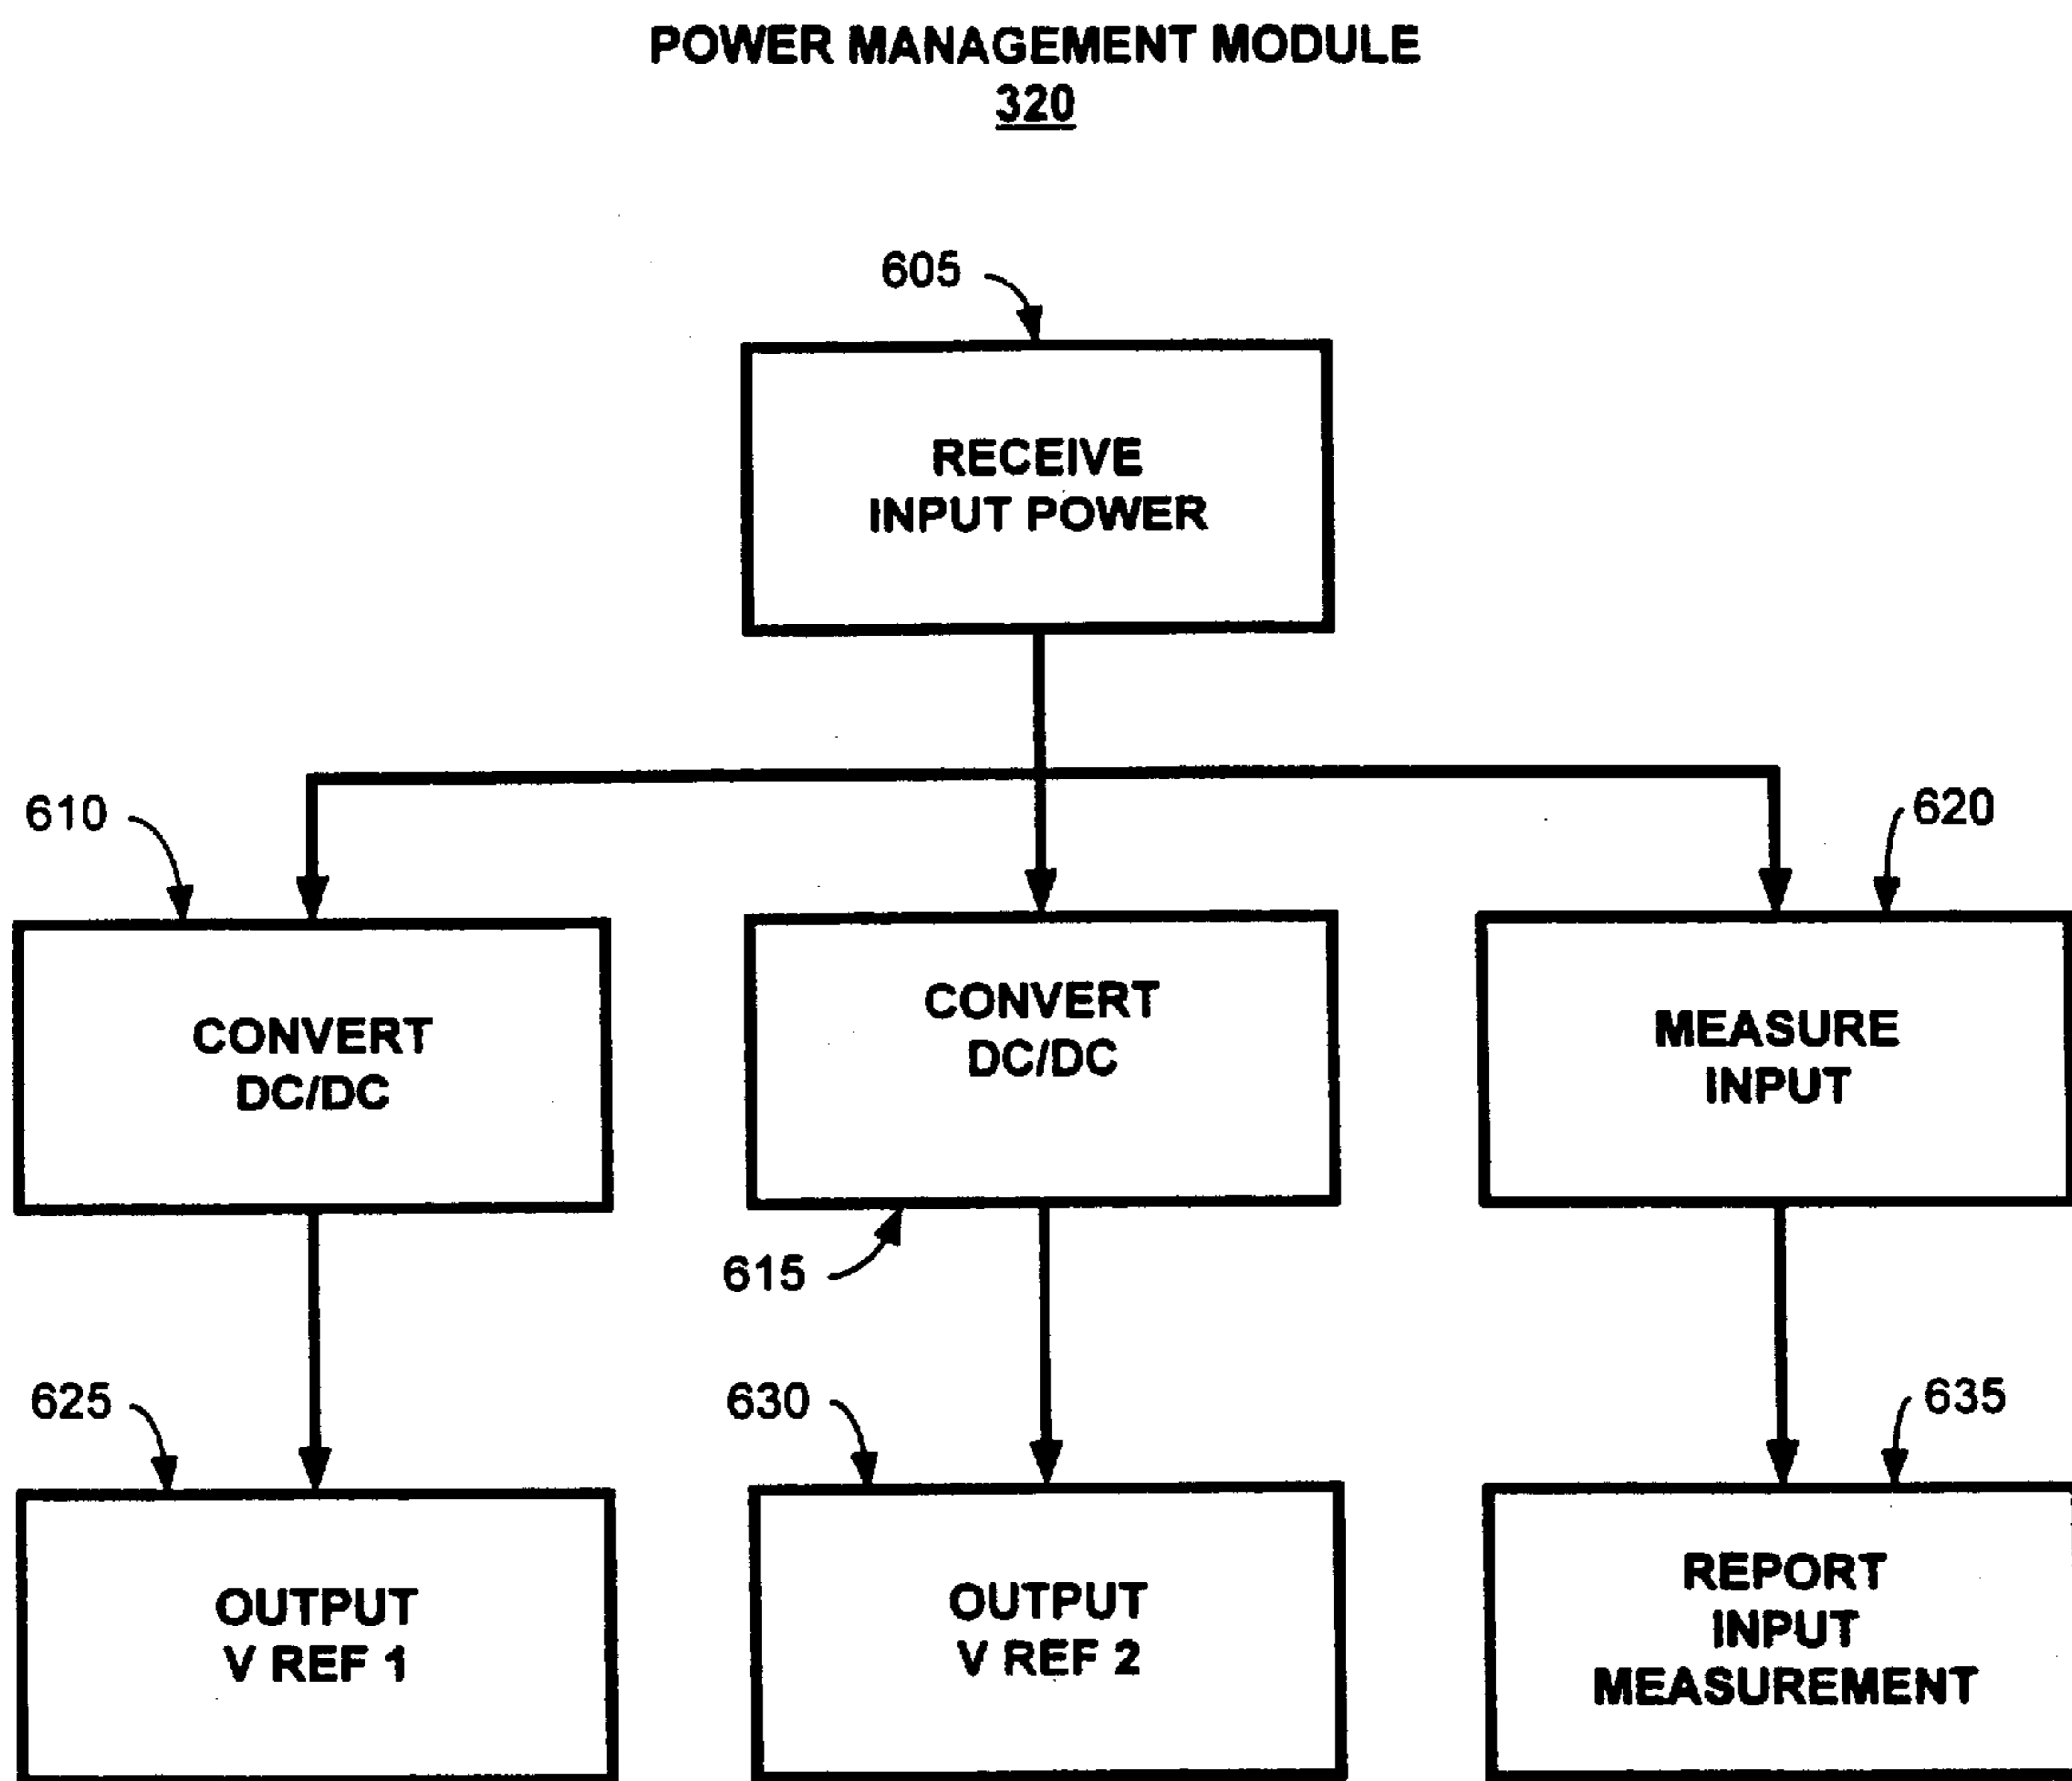 POWER MANAGEMENT MODULE
320
605
RECEIVE
INPUT POWER
610
620
CONVERT
DC/DC
CONVERT
DC/DC
MEASURE
INPUT
615
625
630
635
OUTPUT
V REF 1
OUTPUT
V REF 2
REPORT
INPUT
MEASUREMENT